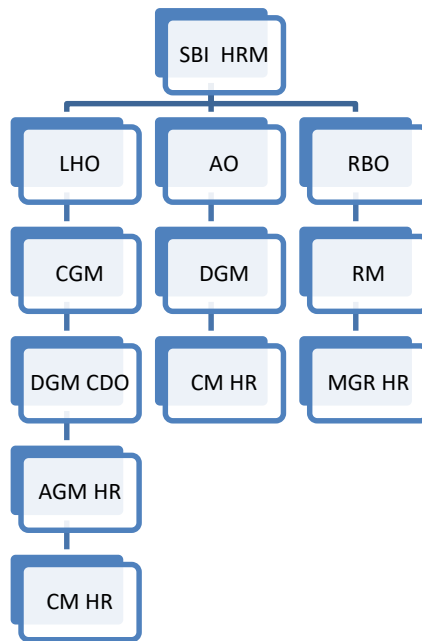 SBI HRM
LHO
AO
RBO
CGM
DGM
RM
DGM CDO
CM HR
MGR HR
AGM HR
CM HR